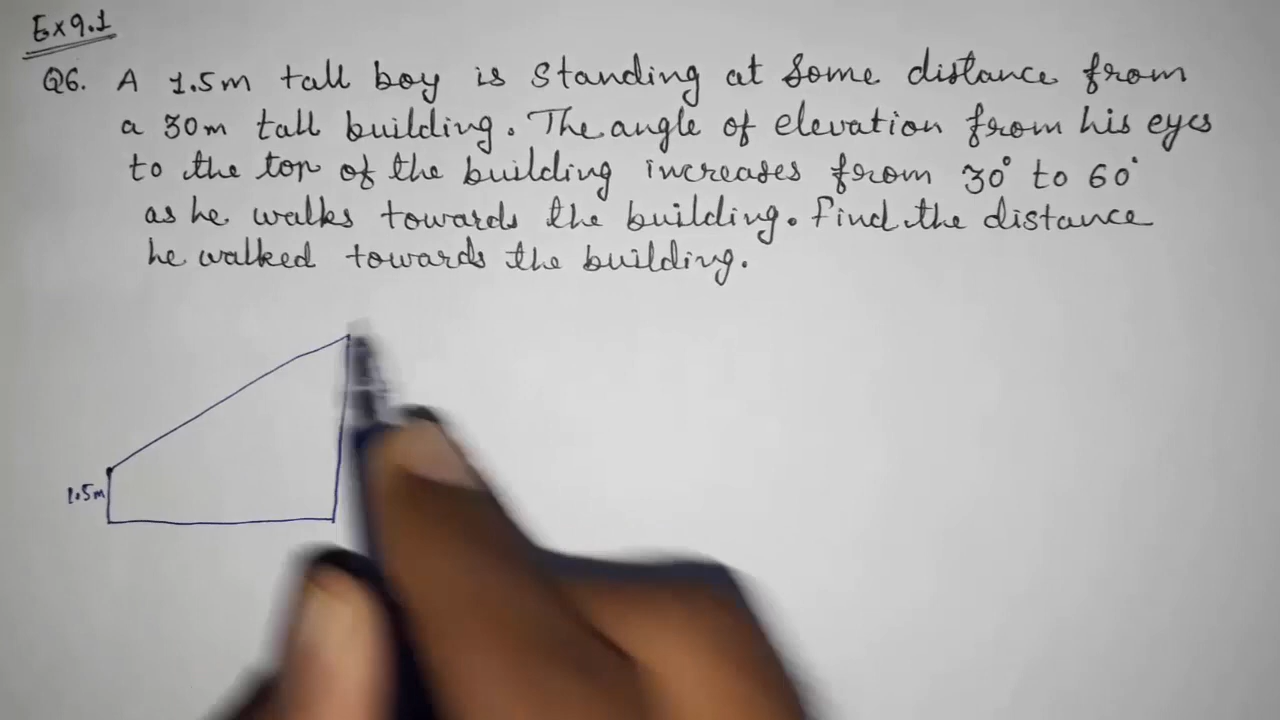 Ex 9.1
Q6. A 1.5m tall boy is standing at some distance from
a 30m tall building. The angle of elevation from his eyes
to the top of the building increases from 30° to 60°
as he walks towards the building. Find the distance
he walked towards the building.
1.5m